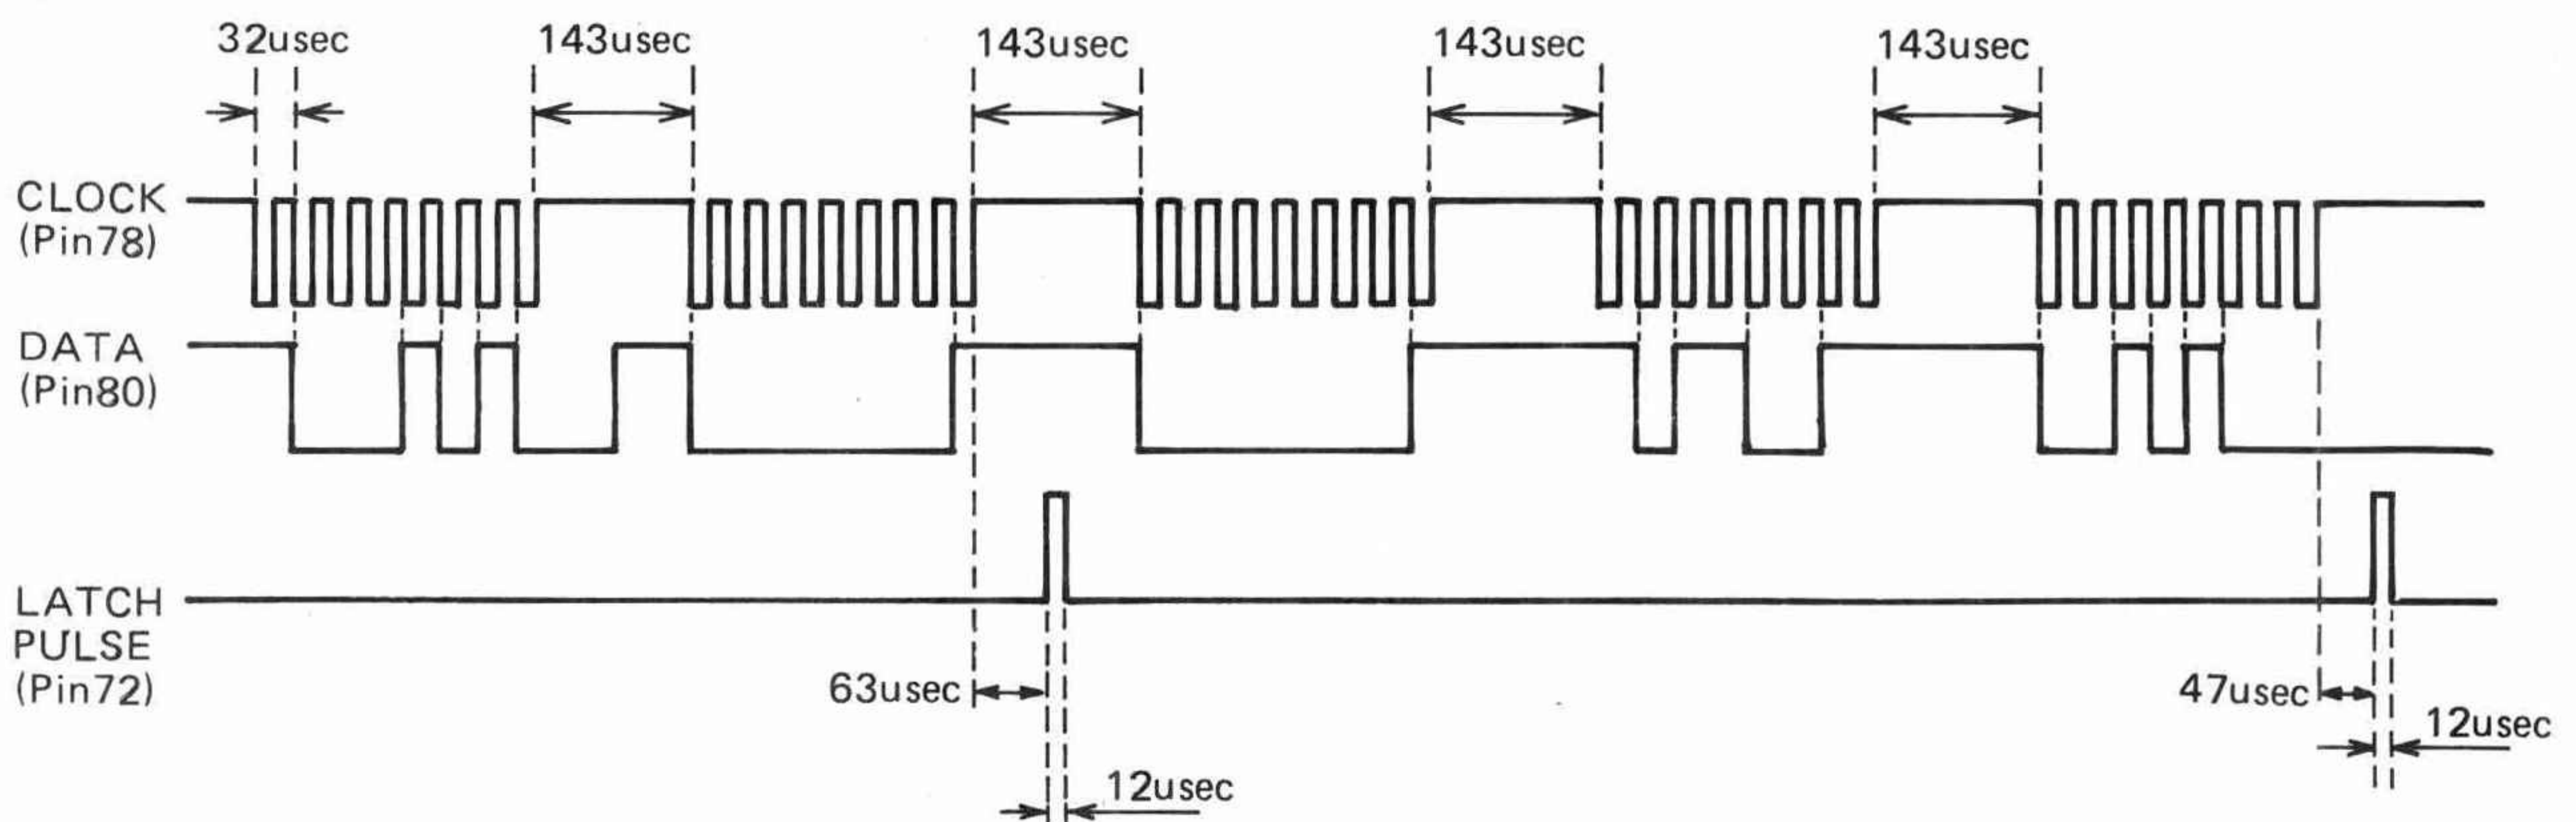 32usec
143usec
143usec
143usec
143usec
CLOCK
(Pin78)
DATA
(Pin80)
LATCH
PULSE
(Pin72)
63usec
12usec
47usec
12usec